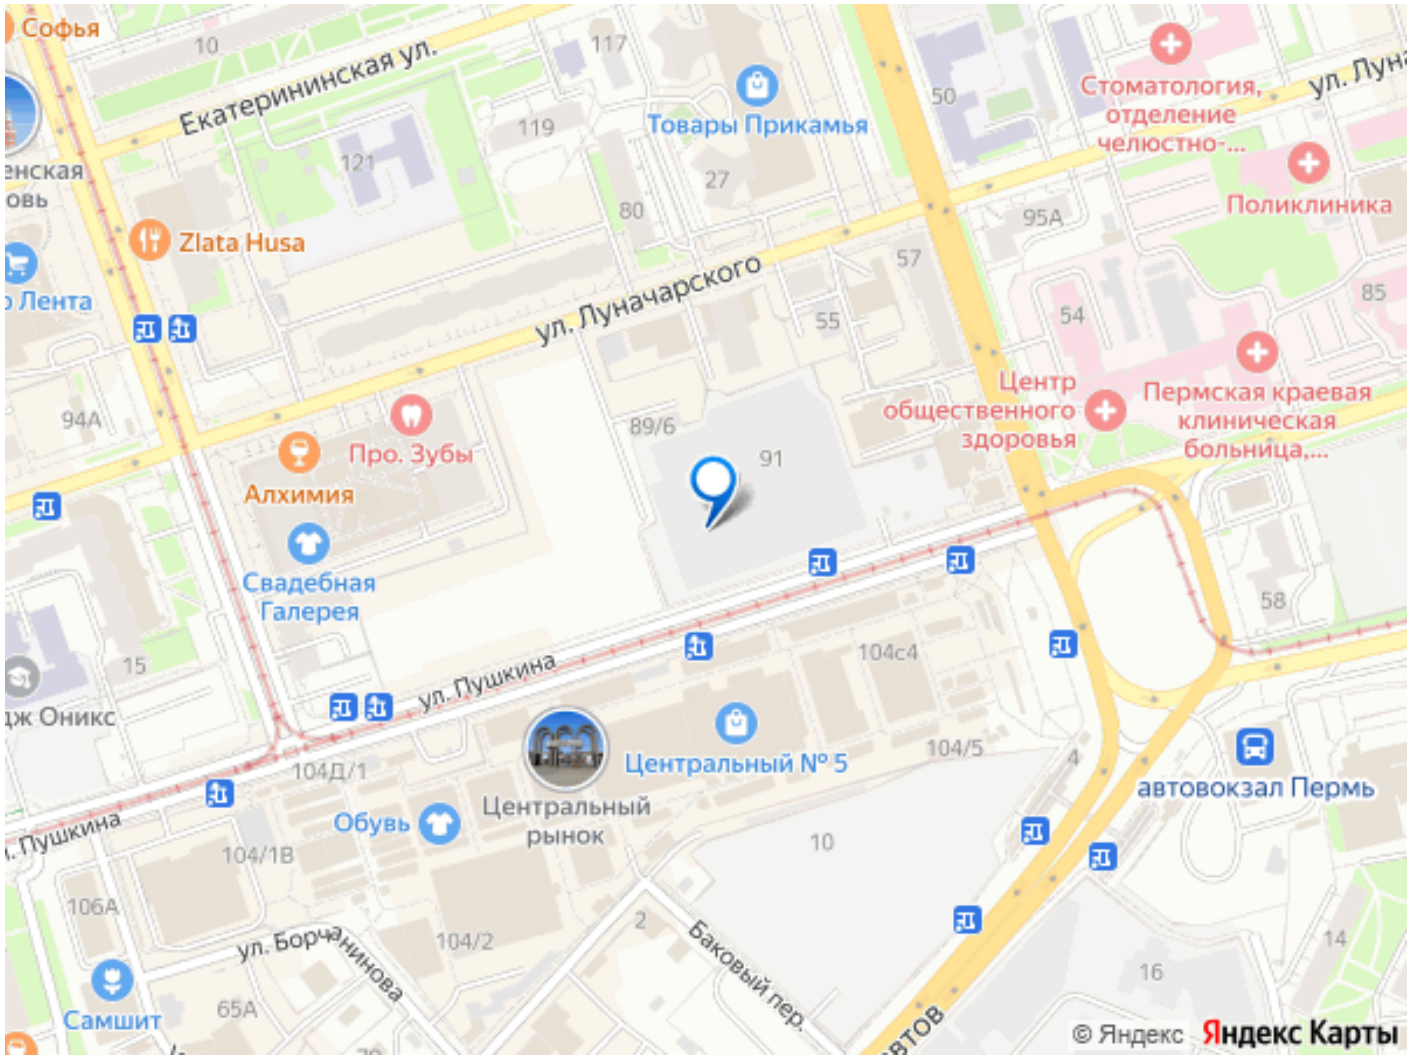 Софья
10
Екатерининская ул.
117
119
121
Товары Прикамья
50
Стоматология,
отделение
челюстно-...
ул. Луна
енская
овь
Zlata Husa
27
80
95А
Поликлиника
57
о Лента
ул. Луначарского
55
54
85
94А
Про. Зубы
Алхимия
89/6
91
Центр
общественного
здоровья
Пермская краевая
клиническая
больница,...
Свадебная
Галерея
58
15
дж Оникс
ул. Пушкина
104с4
104/5
4
104Д/1
Центральный № 5
автовокзал Пермь
Центральный
рынок
Обувь
. Пушкина
104/1В
10
106А
ул. Борчанинова
104/2
2
Баковый пер.
14
16
65А
Самшит
автов
© Яндекс
Яндекс Карты